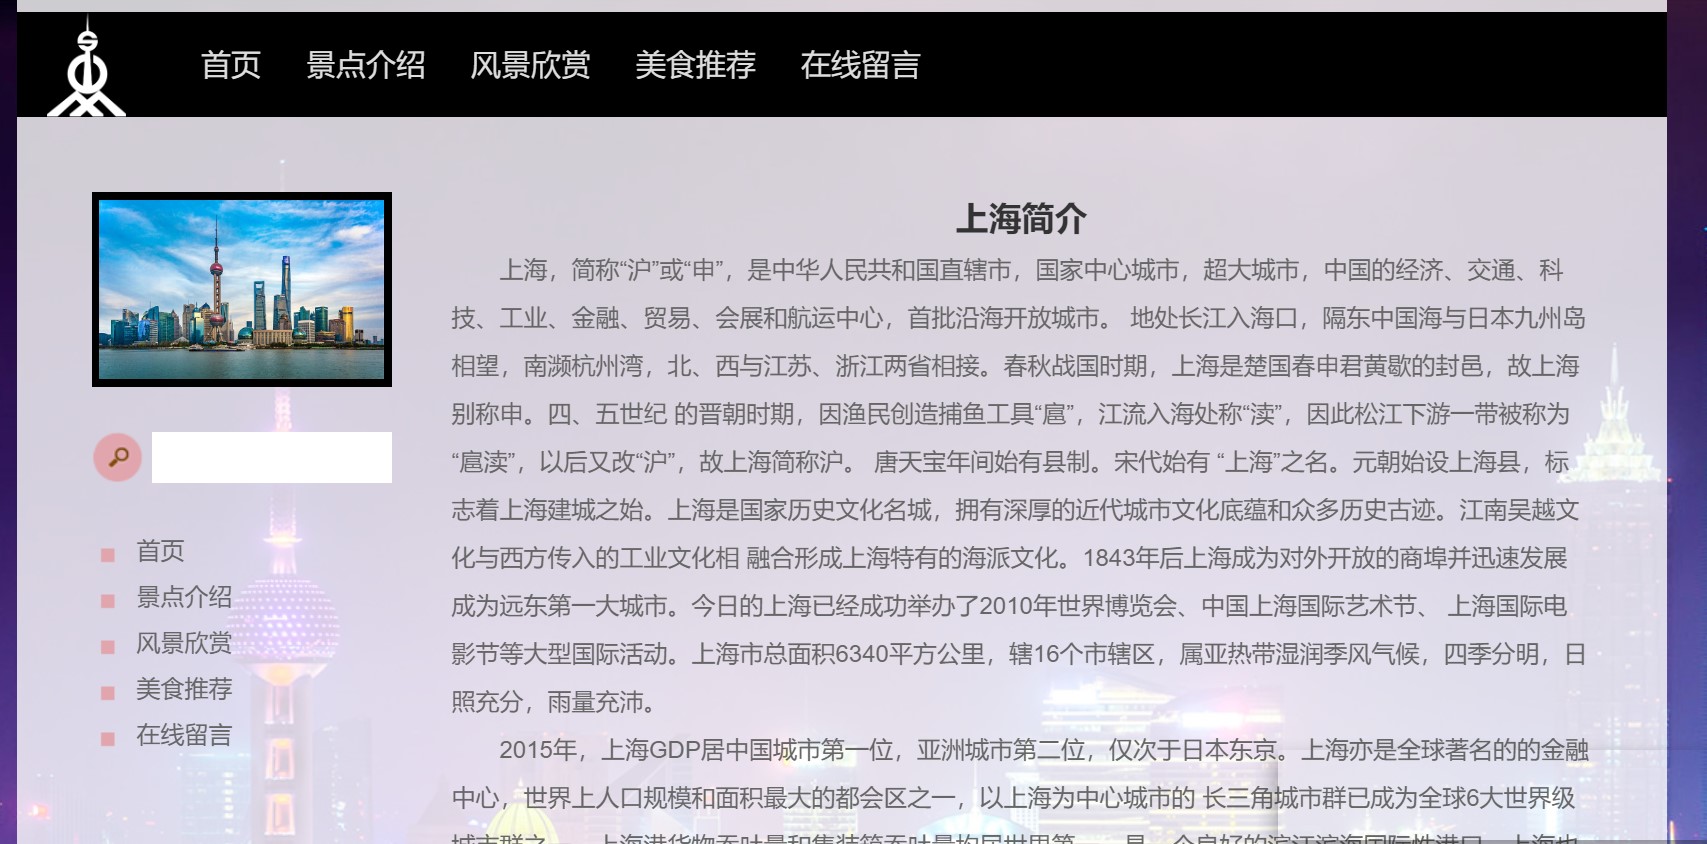 首页 景点介绍 风景欣赏 美食推荐 在线留言
首页
景点介绍
风景欣赏
美食推荐
在线留言
上海简介
上海，简称“沪”或“申”，是中华人民共和国直辖市，国家中心城市，超大城市，中国的经济、交通、科
技、工业、金融、贸易、会展和航运中心，首批沿海开放城市。 地处长江入海口，隔东中国海与日本九州岛
相望，南濒杭州湾，北、西与江苏、浙江两省相接。春秋战国时期，上海是楚国春申君黄歇的封邑，故上海
别称申。四、五世纪 的晋朝时期，因渔民创造捕鱼工具“扈”，江流入海处称“渎”，因此松江下游一带被称为
“扈渎”，以后又改“沪”，故上海简称沪。 唐天宝年间始有县制。宋代始有 “上海”之名。元朝始设上海县，标
志着上海建城之始。上海是国家历史文化名城，拥有深厚的近代城市文化底蕴和众多历史古迹。江南吴越文
化与西方传入的工业文化相 融合形成上海特有的海派文化。1843年后上海成为对外开放的商埠并迅速发展
成为远东第一大城市。今日的上海已经成功举办了2010年世界博览会、中国上海国际艺术节、 上海国际电
影节等大型国际活动。上海市总面积6340平方公里，辖16个市辖区，属亚热带湿润季风气候，四季分明，日
照充分，雨量充沛。
2015年，上海GDP居中国城市第一位，亚洲城市第二位，仅次于日本东京。上海亦是全球著名的的金融
中心，世界上人口规模和面积最大的都会区之一，以上海为中心城市的 长三角城市群已成为全球6大世界级